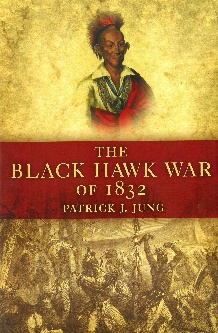 THE
BLACK HAWK WAR
OF 1832
PATRICK J. JUNG